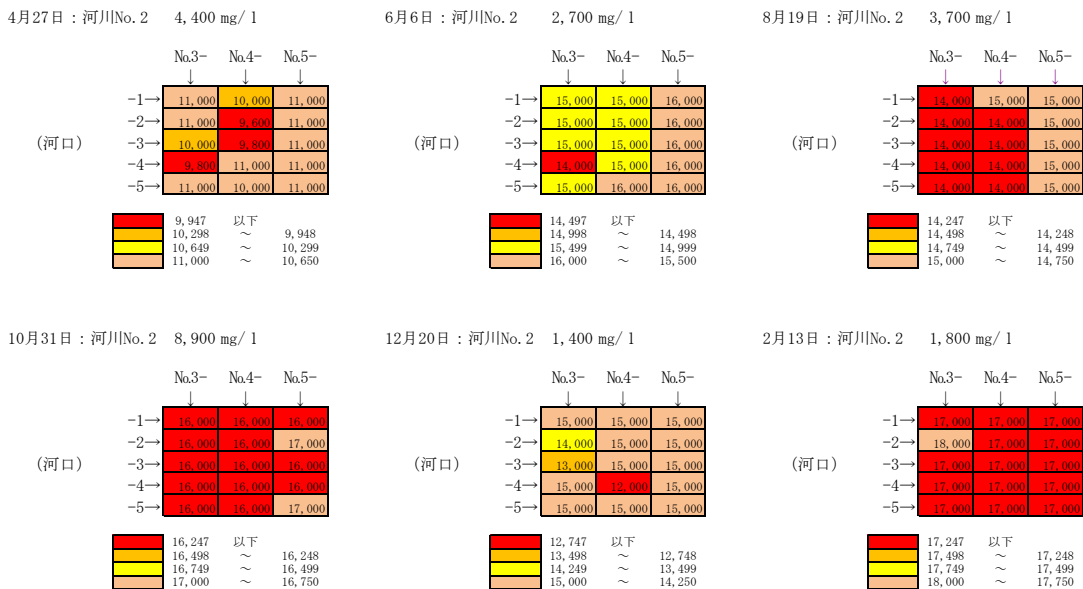 4月27日：河川No.2 4,400 mg/l
No.3- No.4- No.5-
↓ ↓ ↓
-1→ 11,000 10,000 11,000
-2→ 11,000 9,600 11,000
(河口) -3→ 10,000 9,800 11,000
-4→ 9,800 11,000 11,000
-5→ 11,000 10,000 11,000
9,947 以下
10,298 ～ 9,948
10,649 ～ 10,299
11,000 ～ 10,650
6月6日：河川No.2 2,700 mg/l
No.3- No.4- No.5-
↓ ↓ ↓
-1→ 15,000 15,000 16,000
-2→ 15,000 15,000 16,000
(河口) -3→ 15,000 15,000 16,000
-4→ 14,000 15,000 16,000
-5→ 15,000 16,000 16,000
14,497 以下
14,998 ～ 14,498
15,499 ～ 14,999
16,000 ～ 15,500
8月19日：河川No.2 3,700 mg/l
No.3- No.4- No.5-
↓ ↓ ↓
-1→ 14,000 15,000 15,000
-2→ 14,000 14,000 15,000
(河口) -3→ 14,000 14,000 15,000
-4→ 14,000 14,000 15,000
-5→ 14,000 14,000 15,000
14,247 以下
14,498 ～ 14,248
14,749 ～ 14,499
15,000 ～ 14,750
10月31日：河川No.2 8,900 mg/l
No.3- No.4- No.5-
↓ ↓ ↓
-1→ 16,000 16,000 16,000
-2→ 16,000 16,000 17,000
(河口) -3→ 16,000 16,000 16,000
-4→ 16,000 16,000 16,000
-5→ 16,000 16,000 17,000
16,247 以下
16,498 ～ 16,248
16,749 ～ 16,499
17,000 ～ 16,750
12月20日：河川No.2 1,400 mg/l
No.3- No.4- No.5-
↓ ↓ ↓
-1→ 15,000 15,000 15,000
-2→ 14,000 15,000 15,000
(河口) -3→ 13,000 15,000 15,000
-4→ 15,000 12,000 15,000
-5→ 15,000 15,000 15,000
12,747 以下
13,498 ～ 12,748
14,249 ～ 13,499
15,000 ～ 14,250
2月13日：河川No.2 1,800 mg/l
No.3- No.4- No.5-
↓ ↓ ↓
-1→ 17,000 17,000 17,000
-2→ 18,000 17,000 17,000
(河口) -3→ 17,000 17,000 17,000
-4→ 17,000 17,000 17,000
-5→ 17,000 17,000 17,000
17,247 以下
17,498 ～ 17,248
17,749 ～ 17,499
18,000 ～ 17,750